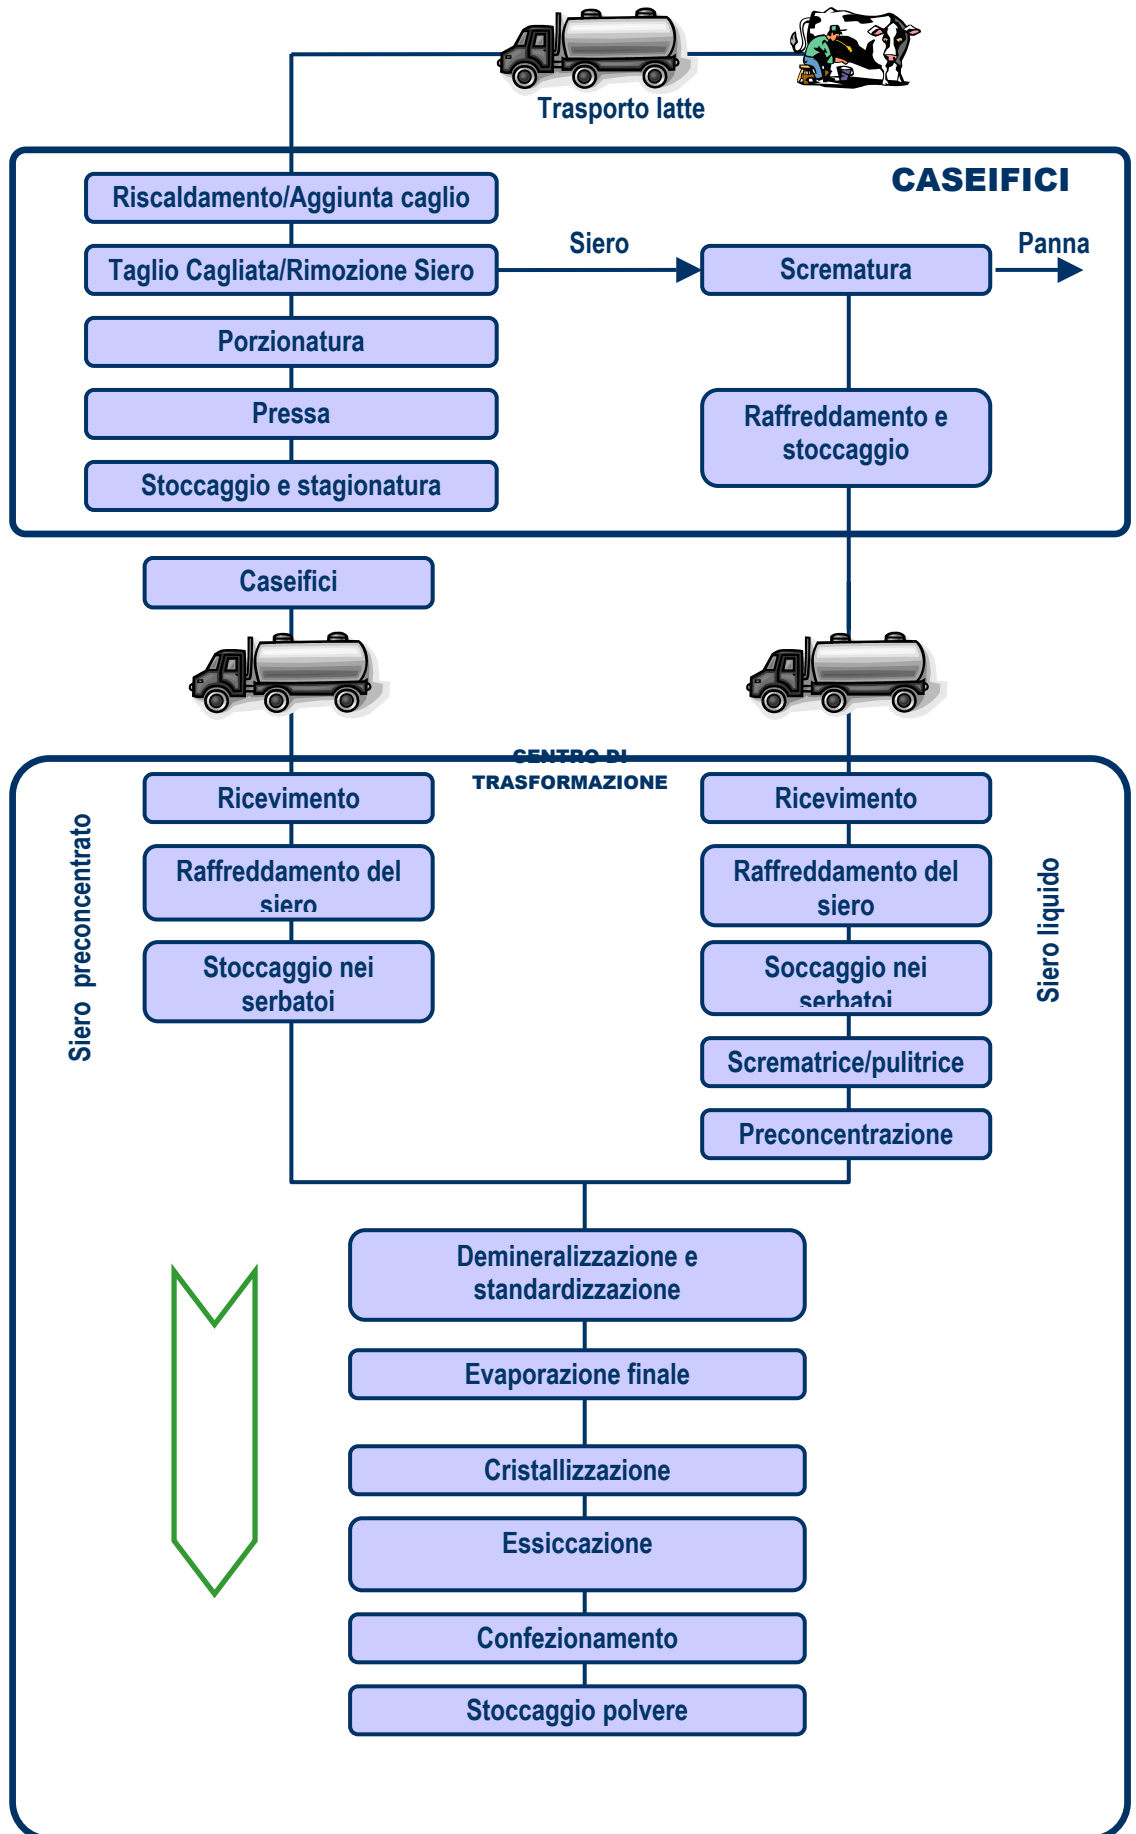 Trasporto latte
CASEIFICI
Riscaldamento/Aggiunta caglio
Taglio Cagliata/Rimozione Siero
Siero
Scrematura
Panna
Porzionatura
Pressa
Raffreddamento e
stoccaggio
Stoccaggio e stagionatura
Caseifici
CENTRO DI
TRASFORMAZIONE
Siero preconcentrato
Ricevimento
Raffreddamento del
siero
Stoccaggio nei
serbatoi
Ricevimento
Raffreddamento del
siero
Soccaggio nei
serbatoi
Scrematrice/pulitrice
Preconcentrazione
Siero liquido
Demineralizzazione e
standardizzazione
Evaporazione finale
Cristallizzazione
Essiccazione
Confezionamento
Stoccaggio polvere